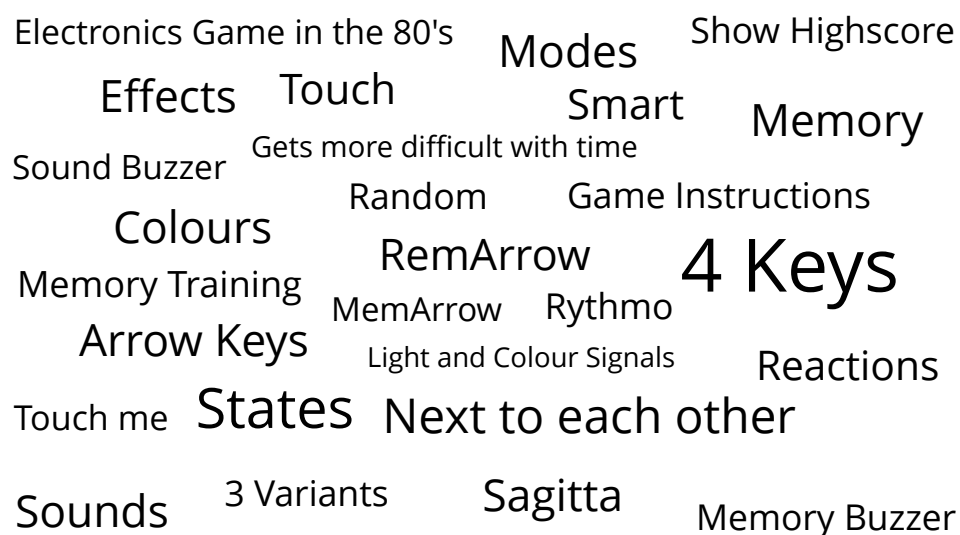 Electronics Game in the 80's
Modes
Show Highscore
Effects
Touch
Smart
Memory
Gets more difficult with time
Sound Buzzer
Random
Game Instructions
Colours
RemArrow
4 Keys
Memory Training
MemArrow
Rythmo
Arrow Keys
Light and Colour Signals
Reactions
Touch me
States
Next to each other
Sounds
3 Variants
Sagitta
Memory Buzzer